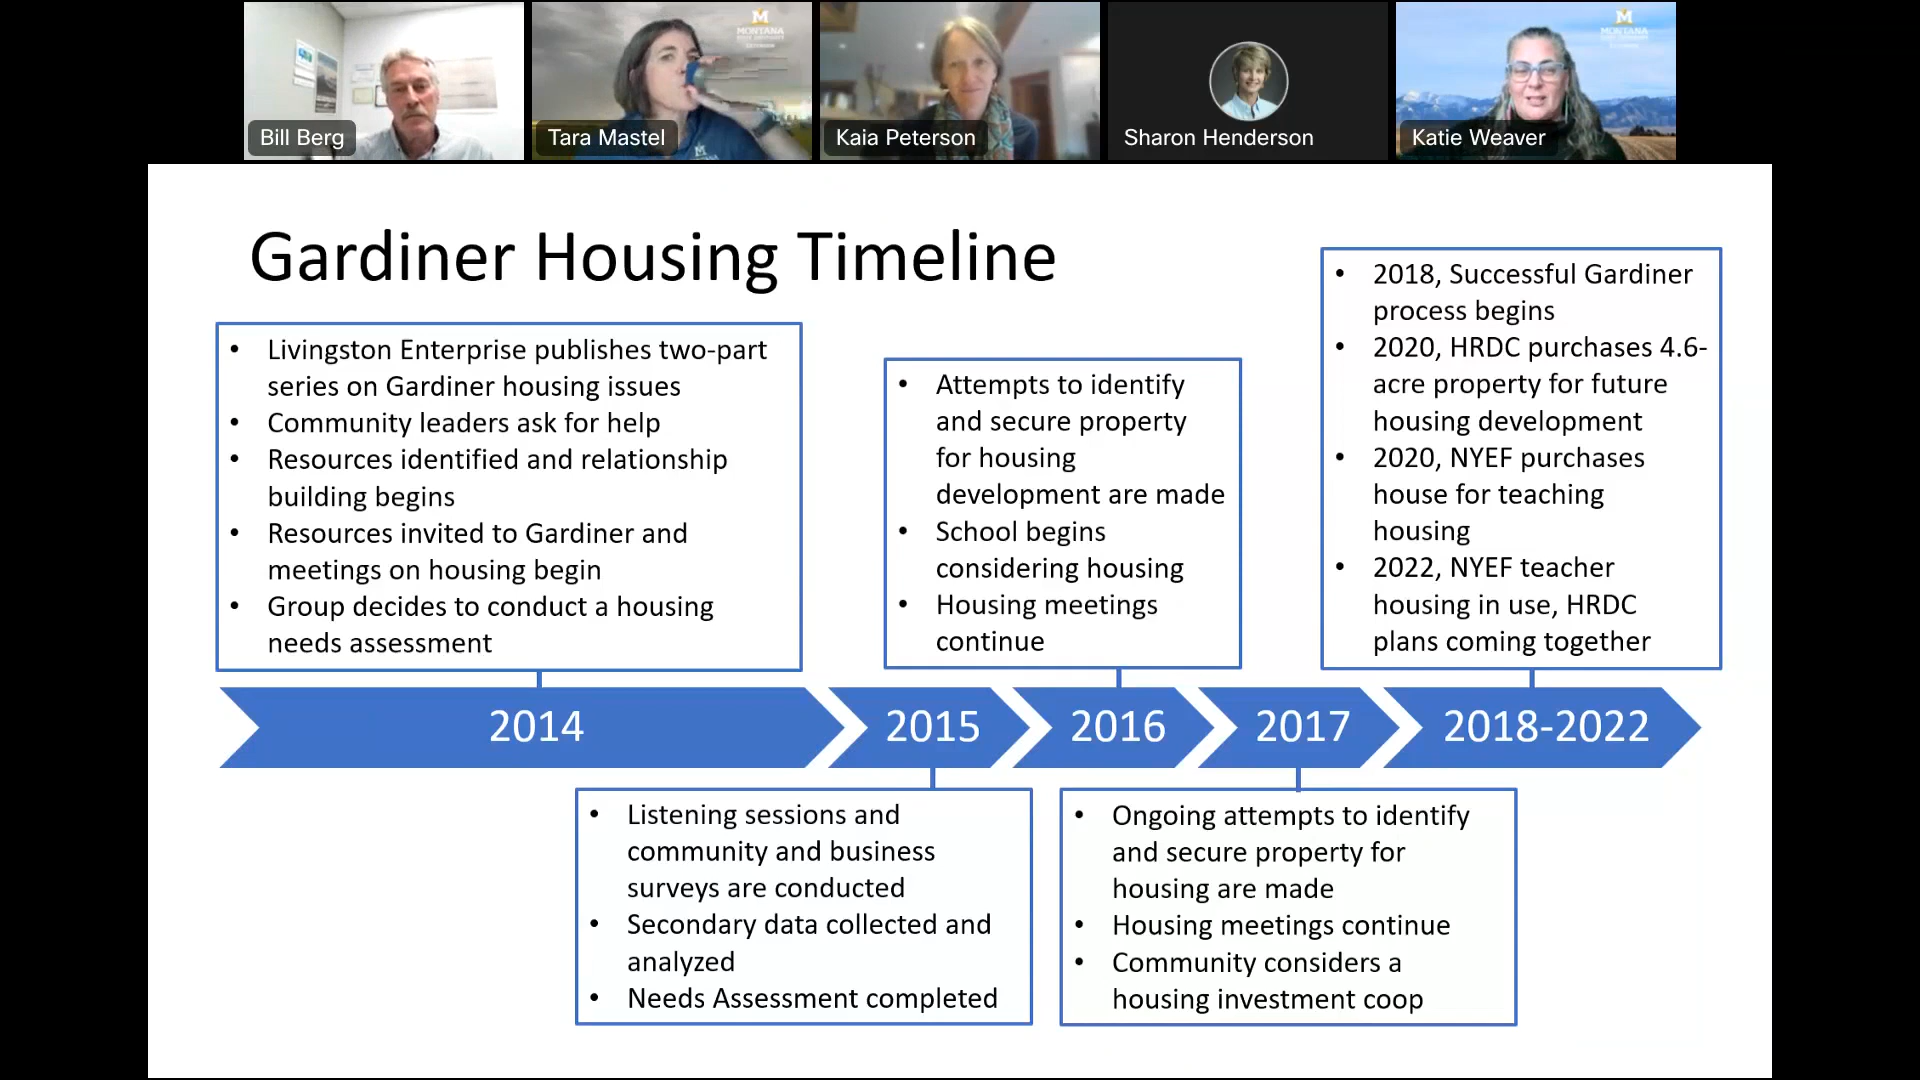 Bill Berg
Tara Mastel
Kaia Peterson
Sharon Henderson
Katie Weaver
M
MONTANA
M
MONTANA
Gardiner Housing Timeline
• Livingston Enterprise publishes two-part
series on Gardiner housing issues
• Community leaders ask for help
• Resources identified and relationship
building begins
• Resources invited to Gardiner and
meetings on housing begin
• Group decides to conduct a housing
needs assessment
• Attempts to identify
and secure property
for housing
development are made
• School begins
considering housing
• Housing meetings
continue
• 2018, Successful Gardiner
process begins
• 2020, HRDC purchases 4.6-
acre property for future
housing development
• 2020, NYEF purchases
house for teaching
housing
• 2022, NYEF teacher
housing in use, HRDC
plans coming together
2014
2015
2016
2017
2018-2022
• Listening sessions and
community and business
surveys are conducted
• Secondary data collected and
analyzed
• Needs Assessment completed
• Ongoing attempts to identify
and secure property for
housing are made
• Housing meetings continue
• Community considers a
housing investment coop